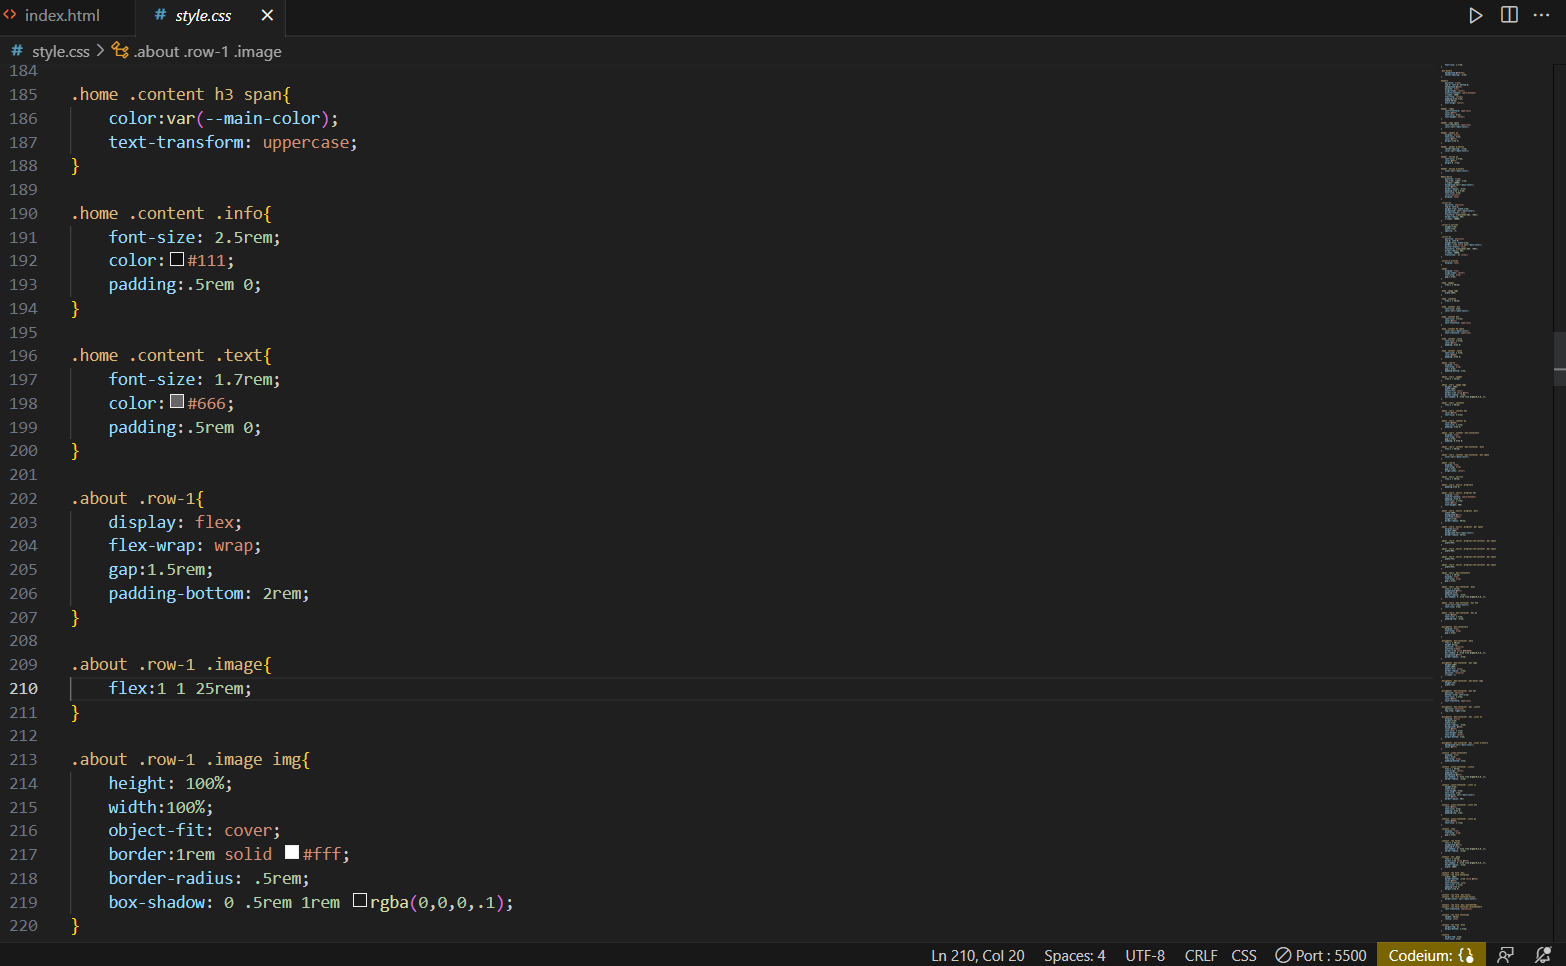 index.html
# style.css
# style.css > .about .row-1 .image
184
185 .home .content h3 span{
186     color:var(--main-color);
187     text-transform: uppercase;
188 }
189
190 .home .content .info{
191     font-size: 2.5rem;
192     color:#111;
193     padding:.5rem 0;
194 }
195
196 .home .content .text{
197     font-size: 1.7rem;
198     color:#666;
199     padding:.5rem 0;
200 }
201
202 .about .row-1{
203     display: flex;
204     flex-wrap: wrap;
205     gap:1.5rem;
206     padding-bottom: 2rem;
207 }
208
209 .about .row-1 .image{
210     flex:1 1 25rem;
211 }
212
213 .about .row-1 .image img{
214     height: 100%;
215     width:100%;
216     object-fit: cover;
217     border:1rem solid #fff;
218     border-radius: .5rem;
219     box-shadow: 0 .5rem 1rem rgba(0,0,0,.1);
220 }
Ln 210, Col 20 Spaces: 4 UTF-8 CRLF CSS Port : 5500 Codeium: {}